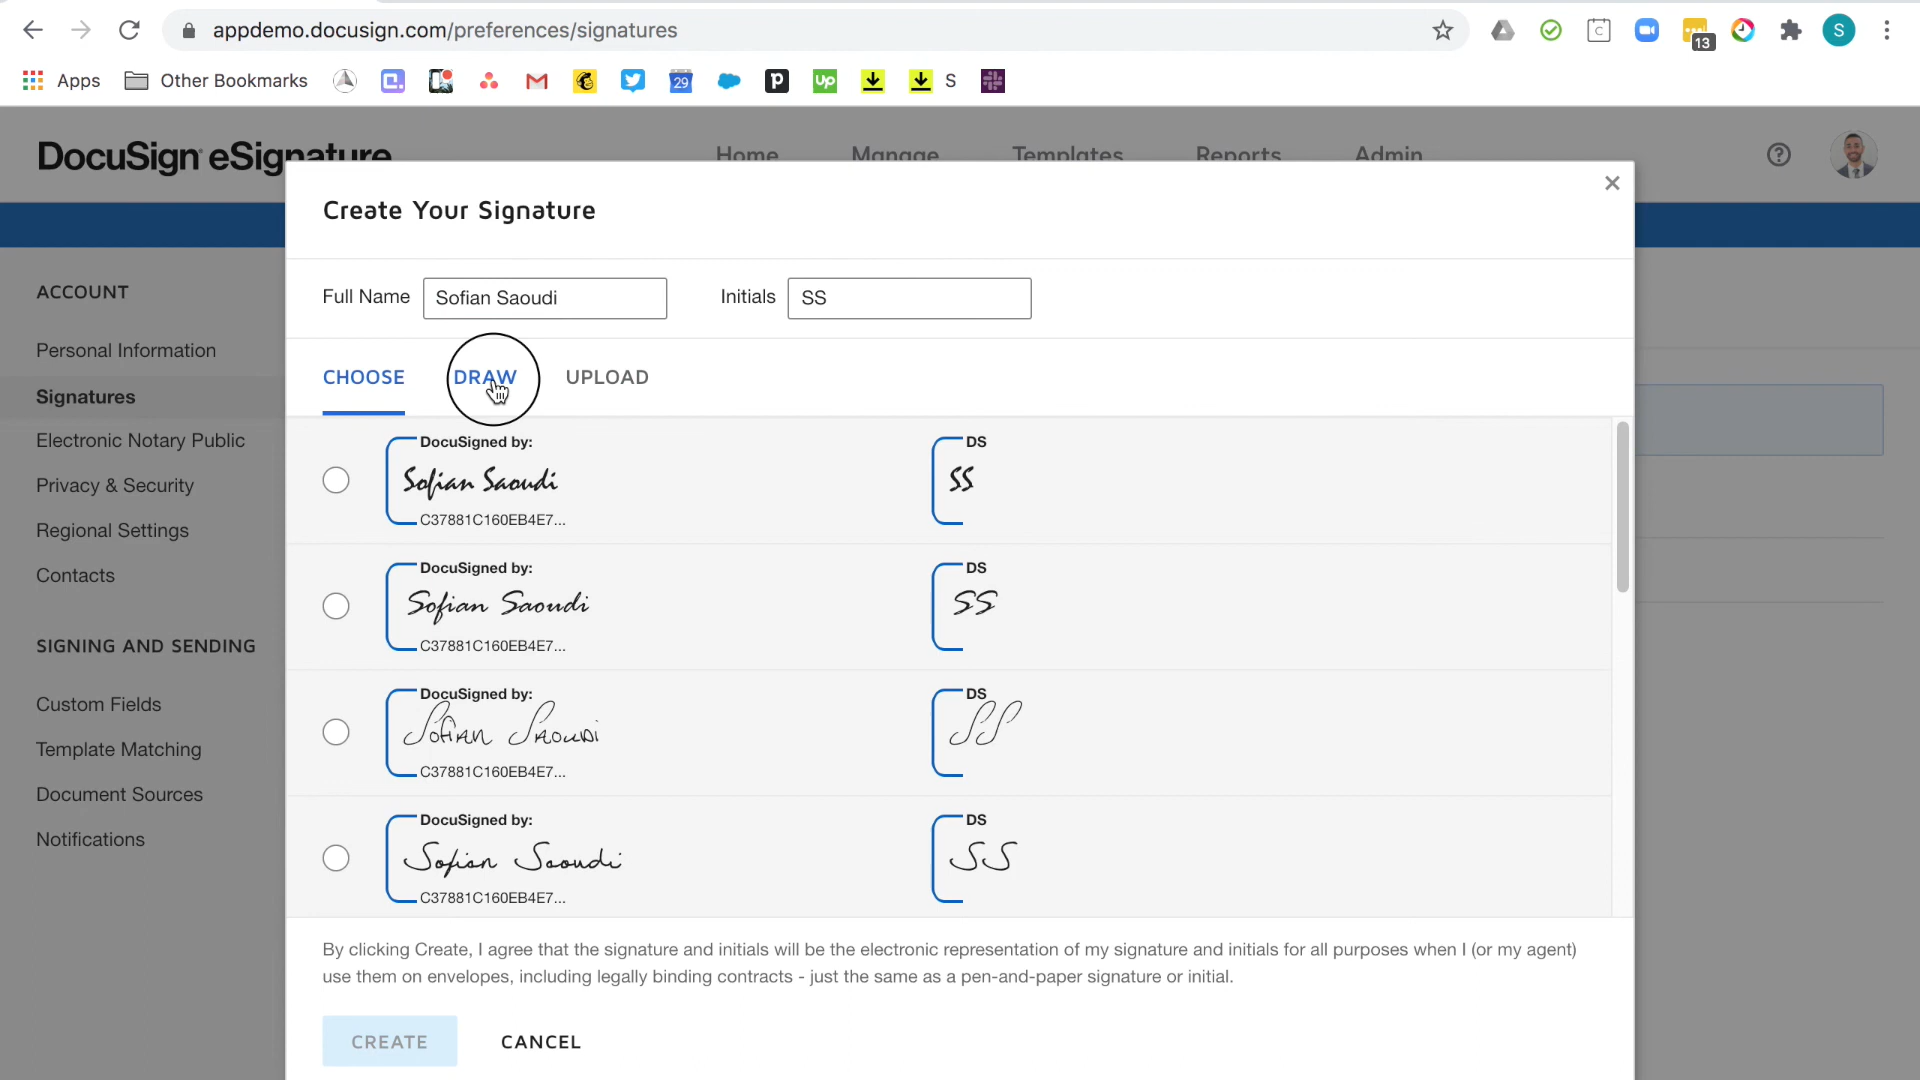 appdemo.docusign.com/preferences/signatures
13
S
Apps
Other Bookmarks
29
up
S
DocuSign eSignature
Home
Manage
Templates
Reports
Admin
Create Your Signature
Full Name
Sofian Saoudi
Initials
SS
CHOOSE
DRAW
UPLOAD
ACCOUNT
Personal Information
Signatures
Electronic Notary Public
Privacy & Security
Regional Settings
Contacts
SIGNING AND SENDING
Custom Fields
Template Matching
Document Sources
Notifications
DocuSigned by:
Sofian Saoudi
C37881C160EB4E7...
DS
SS
DocuSigned by:
Sofian Saoudi
C37881C160EB4E7...
DS
SS
DocuSigned by:
Sofian Saoudi
C37881C160EB4E7...
DS
SS
DocuSigned by:
Sofian Saoudi
C37881C160EB4E7...
DS
SS
By clicking Create, I agree that the signature and initials will be the electronic representation of my signature and initials for all purposes when I (or my agent)
use them on envelopes, including legally binding contracts - just the same as a pen-and-paper signature or initial.
CREATE
CANCEL